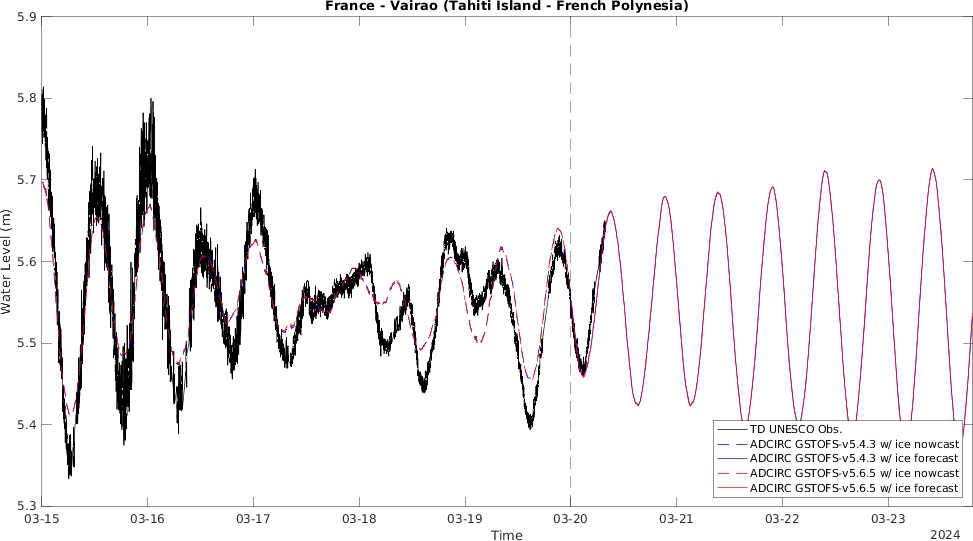 France - Vairao (Tahiti Island - French Polynesia)
5.9
5.8
5.7
5.6
5.5
5.4
5.3
Water Level (m)
TD UNESCO Obs.
ADCIRC GSTOFS-v5.4.3 w/ ice nowcast
ADCIRC GSTOFS-v5.4.3 w/ ice forecast
ADCIRC GSTOFS-v5.6.5 w/ ice nowcast
ADCIRC GSTOFS-v5.6.5 w/ ice forecast
03-15 03-16 03-17 03-18 03-19 03-20 03-21 03-22 03-23
Time
2024